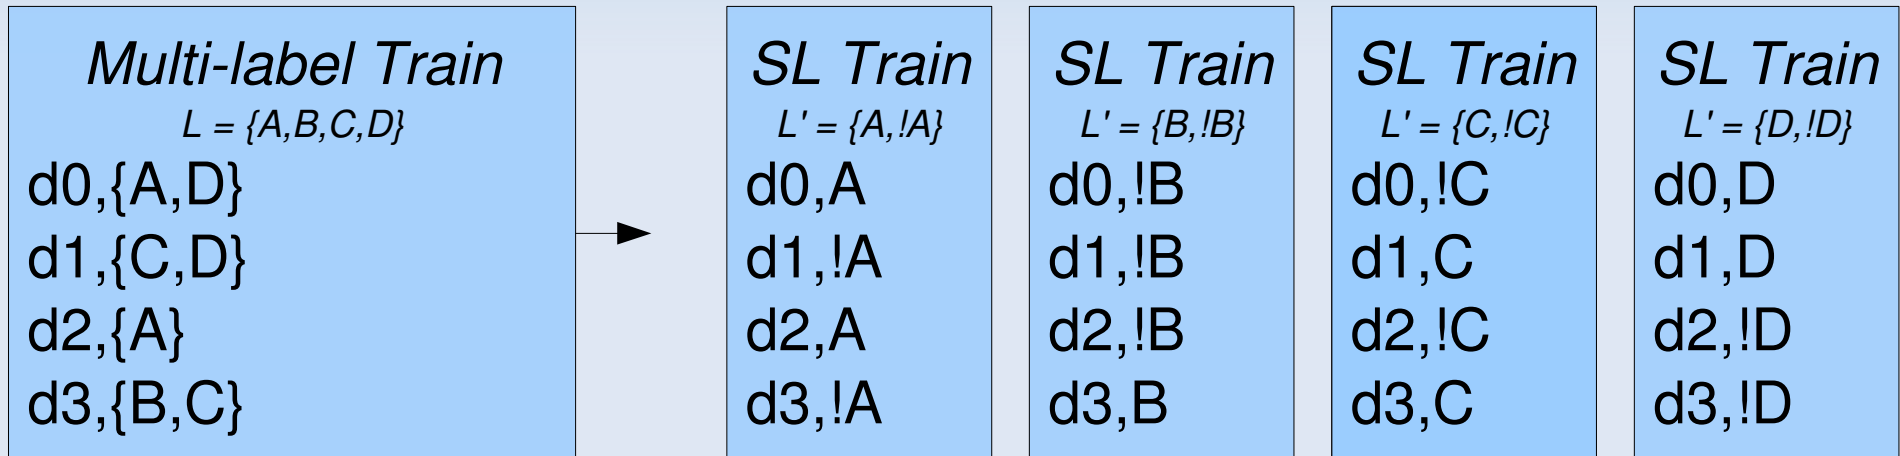 Multi-label Train
L = {A,B,C,D}
d0,{A,D}
d1,{C,D}
d2,{A}
d3,{B,C}
SL Train
L' = {A,!A}
d0,A
d1,!A
d2,A
d3,!A
SL Train
L' = {B,!B}
d0,!B
d1,!B
d2,!B
d3,B
SL Train
L' = {C,!C}
d0,!C
d1,C
d2,!C
d3,C
SL Train
L' = {D,!D}
d0,D
d1,D
d2,!D
d3,!D